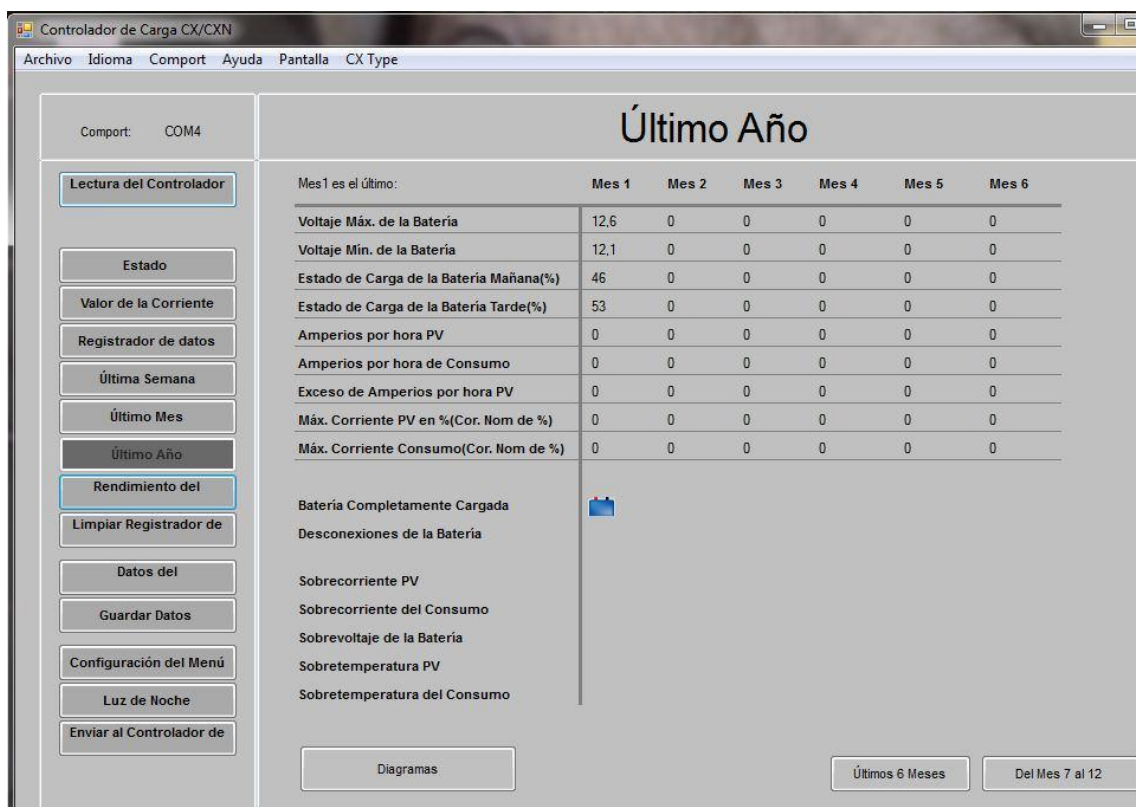 Controlador de Carga CX/CXN
Archivo Idioma Comport Ayuda Pantalla CX Type
Comport: COM4
Último Año
Lectura del Controlador
Estado
Valor de la Corriente
Registrador de datos
Última Semana
Último Mes
Último Año
Rendimiento del
Limpiar Registrador de
Datos del
Guardar Datos
Configuración del Menú
Luz de Noche
Enviar al Controlador de
Mes1 es el último: Mes 1 Mes 2 Mes 3 Mes 4 Mes 5 Mes 6
Voltaje Máx. de la Batería 12,6 0 0 0 0 0
Voltaje Mín. de la Batería 12,1 0 0 0 0 0
Estado de Carga de la Batería Mañana(%) 46 0 0 0 0 0
Estado de Carga de la Batería Tarde(%) 53 0 0 0 0 0
Amperios por hora PV 0 0 0 0 0 0
Amperios por hora de Consumo 0 0 0 0 0 0
Exceso de Amperios por hora PV 0 0 0 0 0 0
Máx. Corriente PV en %(Cor. Nom de %) 0 0 0 0 0 0
Máx. Corriente Consumo(Cor. Nom de %) 0 0 0 0 0 0
Batería Completamente Cargada
Desconexiones de la Batería
Sobrecorriente PV
Sobrecorriente del Consumo
Sobrevoltaje de la Batería
Sobretemperatura PV
Sobretemperatura del Consumo
Diagramas
Últimos 6 Meses
Del Mes 7 al 12